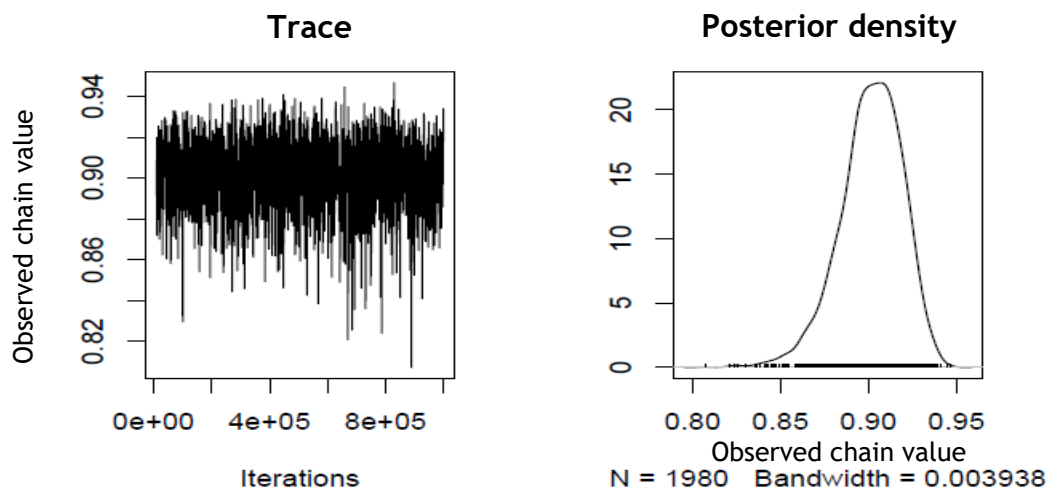 Trace
Observed chain value
0.94
0.90
0.86
0.82
0e+00 4e+05 8e+05
Iterations
Posterior density
20
15
10
5
0
0.80 0.85 0.90 0.95
Observed chain value
N = 1980 Bandwidth = 0.003938